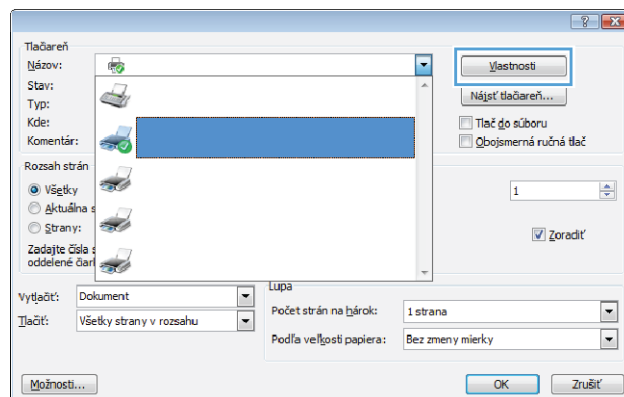 Tlačiareň
Názov:
Vlastnosti
Stav:
Nájsť tlačiareň...
Typ:
Kde:
Tlač do súboru
Komentár:
Obojsmerná ručná tlač
Rozsah strán
Všetky
1
Aktuálna s
Strany:
Zoradiť
Zadajte čísla s
oddelené čiar
Lupa
Vytlačiť: Dokument
Počet strán na hárok: 1 strana
Tlačiť: Všetky strany v rozsahu
Podľa veľkosti papiera: Bez zmeny mierky
Možnosti...
OK Zrušiť